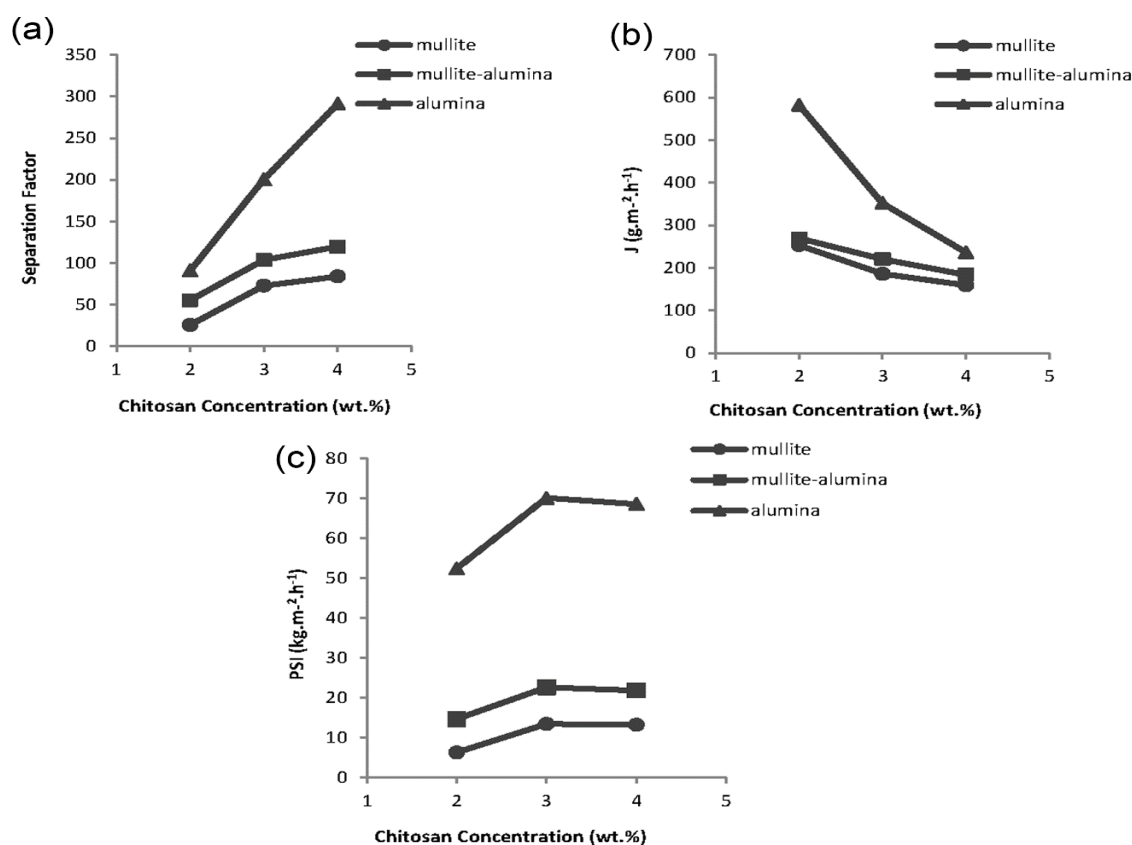 (a)
mullite
mullite-alumina
alumina
350
300
250
200
150
100
50
0
Separation Factor
1 2 3 4 5
Chitosan Concentration (wt.%)
(b)
mullite
mullite-alumina
alumina
700
600
500
400
300
200
100
0
J (g.m-².h-¹)
1 2 3 4 5
Chitosan Concentration (wt.%)
(c)
mullite
mullite-alumina
alumina
80
70
60
50
40
30
20
10
0
PSI (kg.m-².h-¹)
1 2 3 4 5
Chitosan Concentration (wt.%)